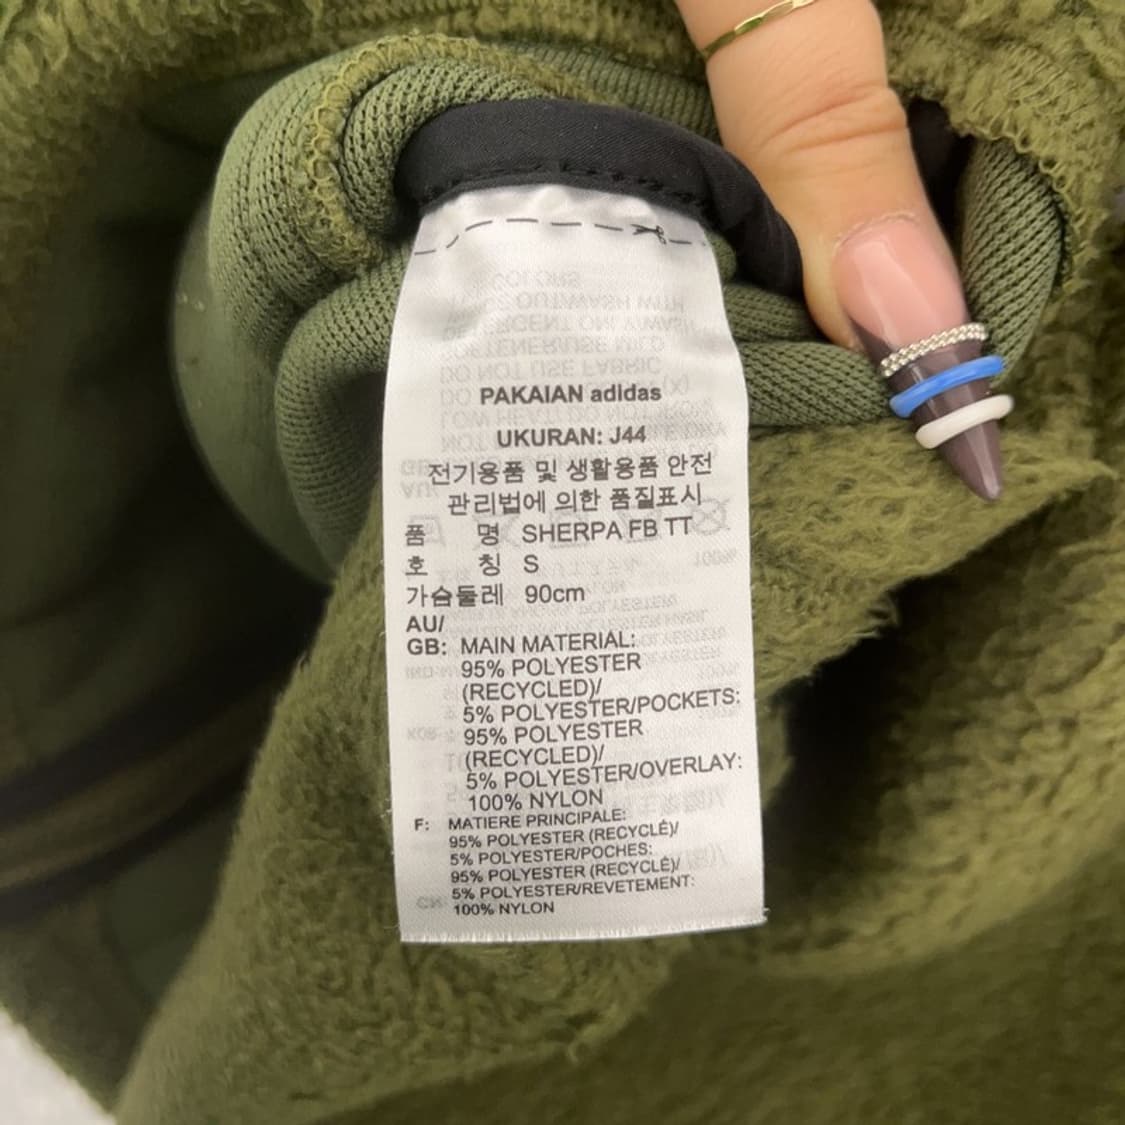 PAKAIAN adidas
UKURAN: J44
전기용품 및 생활용품 안전
관리법에 의한 품질표시
품 명 SHERPA FB TT
호 칭 S
가슴둘레 90cm
AU/
GB: MAIN MATERIAL:
95% POLYESTER
(RECYCLED)/
5% POLYESTER/POCKETS:
95% POLYESTER
(RECYCLED)/
5% POLYESTER/OVERLAY:
100% NYLON
F: MATIERE PRINCIPALE:
95% POLYESTER (RECYCLÉ)/
5% POLYESTER/POCHES:
95% POLYESTER (RECYCLÉ)/
5% POLYESTER/REVETEMENT:
100% NYLON